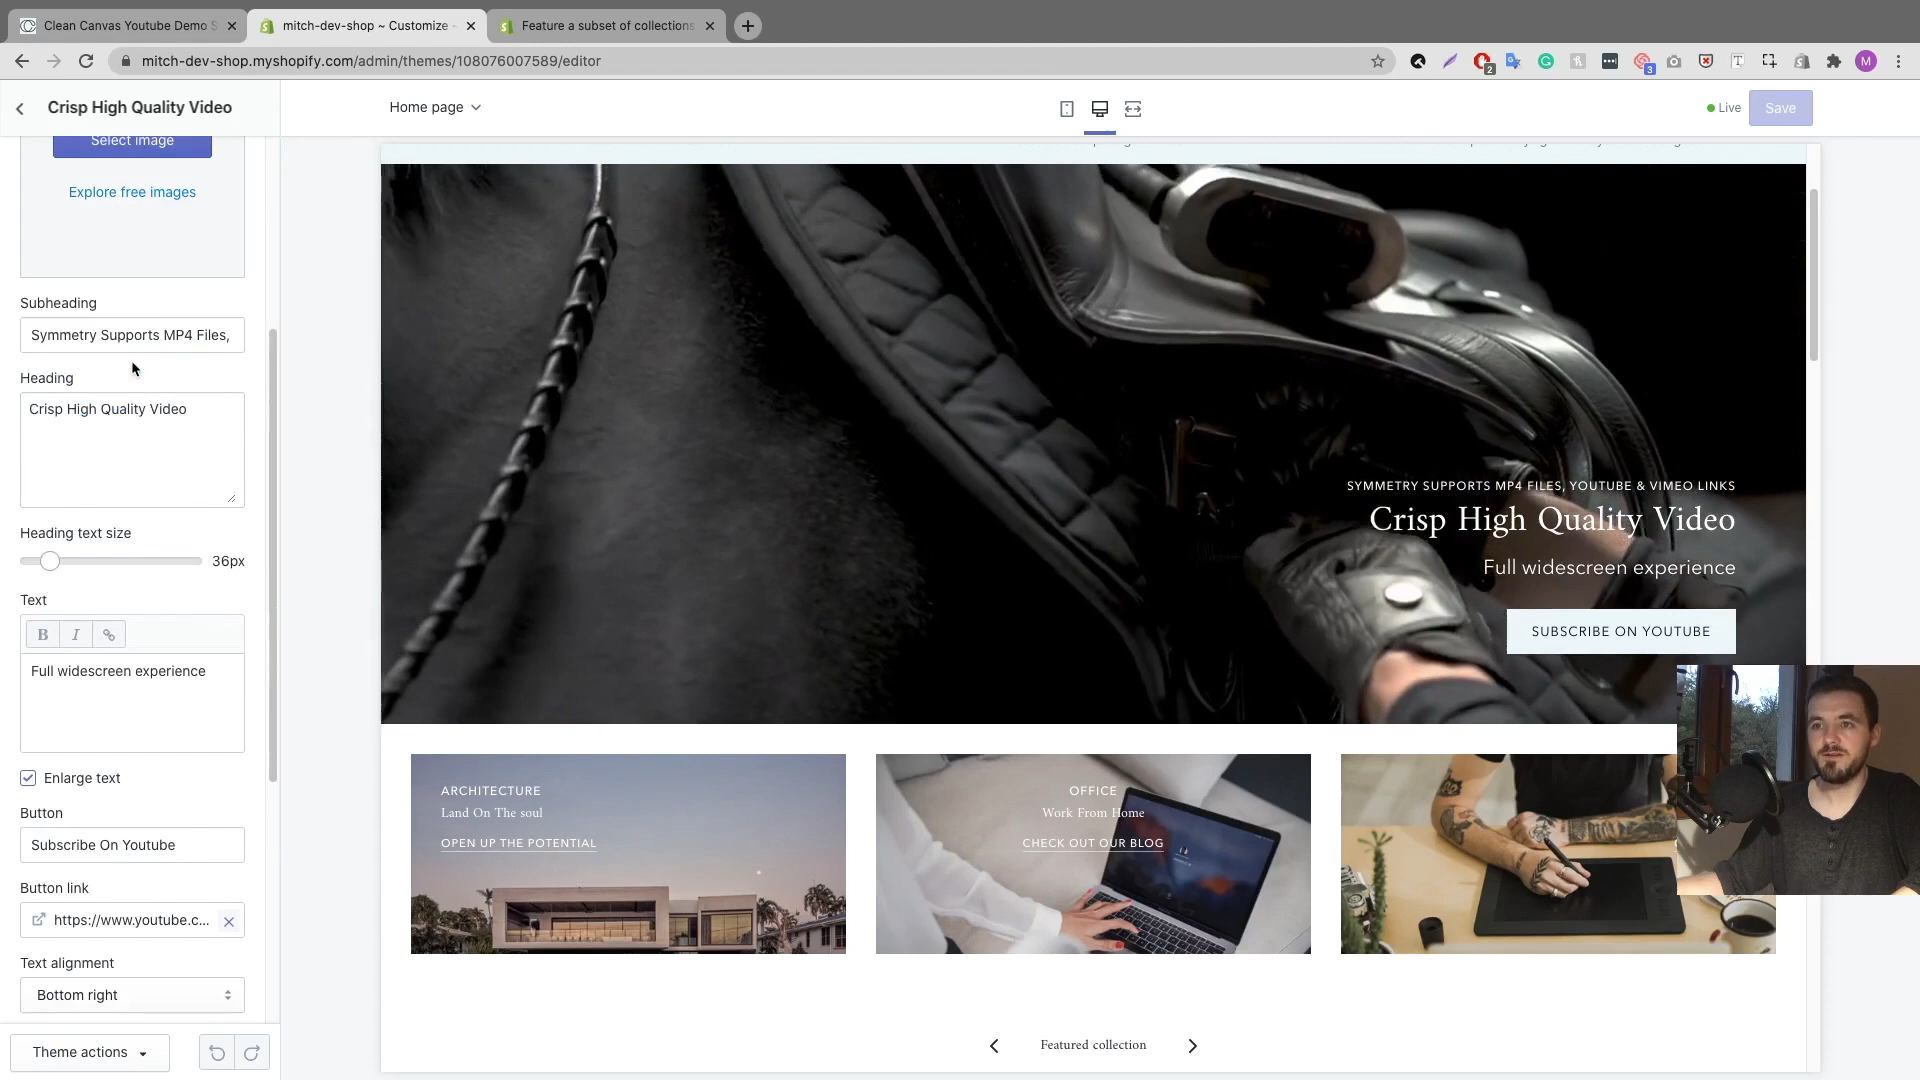 Clean Canvas Youtube Demo S
mitch-dev-shop ~ Customize ~
Feature a subset of collections
mitch-dev-shop.myshopify.com/admin/themes/108076007589/editor
2
3
M
Crisp High Quality Video
Home page
Live
Save
Select image
Explore free images
Subheading
Symmetry Supports MP4 Files,
Heading
Crisp High Quality Video
Heading text size
36px
Text
B I
Full widescreen experience
Enlarge text
Button
Subscribe On Youtube
Button link
https://www.youtube.c...
Text alignment
Bottom right
Theme actions
SYMMETRY SUPPORTS MP4 FILES, YOUTUBE & VIMEO LINKS
Crisp High Quality Video
Full widescreen experience
SUBSCRIBE ON YOUTUBE
ARCHITECTURE
Land On The soul
OPEN UP THE POTENTIAL
OFFICE
Work From Home
CHECK OUT OUR BLOG
Featured collection